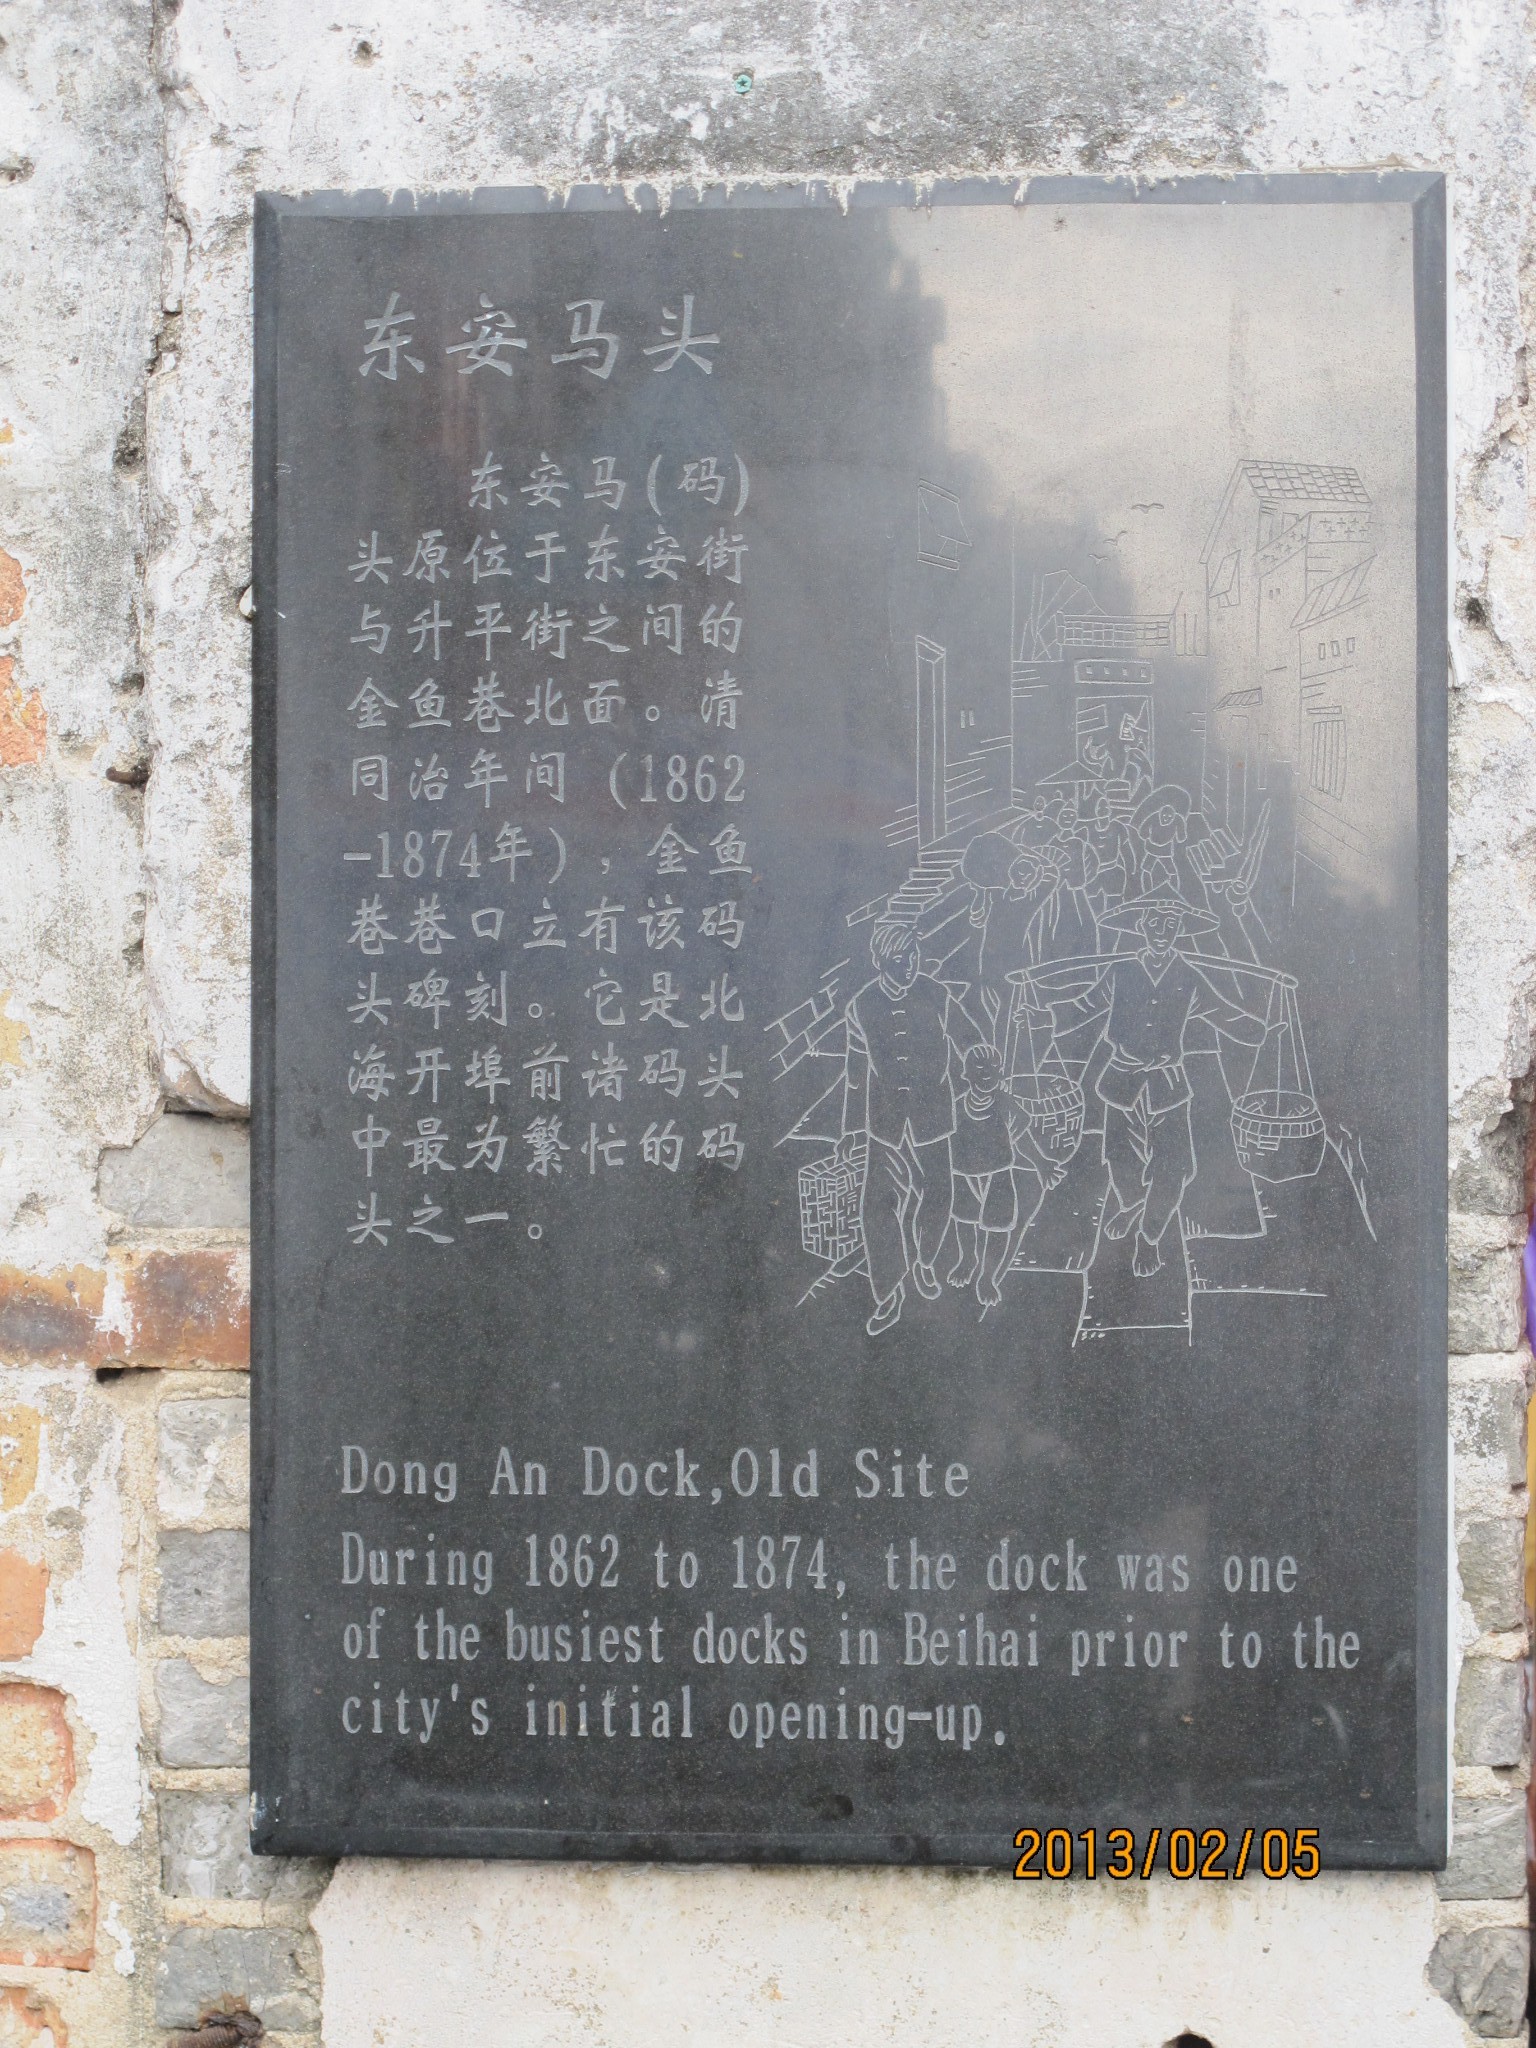 东安马头
东安马(码)
头原位于东安街
与升平街之间的
金鱼巷北面。清
同治年间(1862
-1874年),金鱼
巷巷口立有该码
头碑刻。它是北
海开埠前诸码头
中最为繁忙的码
头之一。
Dong An Dock,Old Site
During 1862 to 1874, the dock was one
of the busiest docks in Beihai prior to the
city's initial opening-up.
2013/02/05